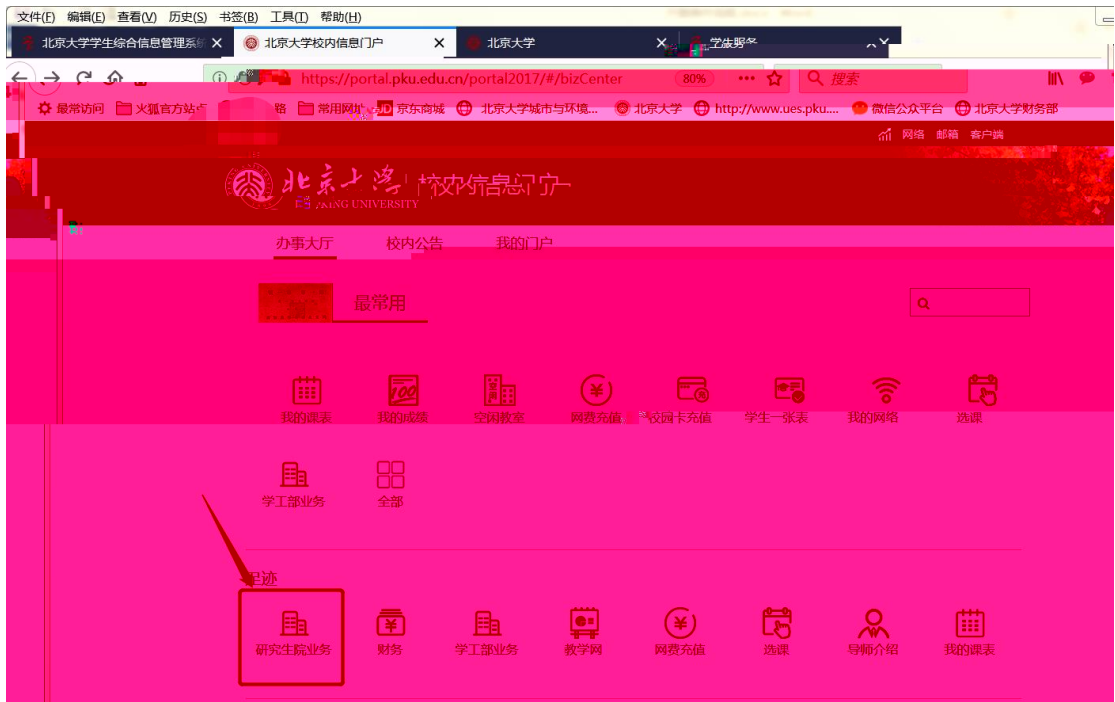 文件(F) 编辑(E) 查看(V) 历史(S) 书签(B) 工具(T) 帮助(H)
北京大学学生综合信息管理系统 × 北京大学校内信息门户 × 北京大学 ×
https://portal.pku.edu.cn/portal2017/#/bizCenter 80% 搜索
最常访问 火狐官方站点 常用网址 JD 京东商城 北京大学城市与环境... 北京大学 http://www.ues.pku.... 微信公众平台 北京大学财务部
网络 邮箱 客户端
北京大学 校内信息门户
UNIVERSITY
办事大厅 校内公告 我的门户
最常用
我的课表 我的成绩 空闲教室 网费充值 校园卡充值 学生一张表 我的网络 选课
学工部业务 全部
足迹
研究生院业务 财务 学工部业务 教学网 网费充值 选课 导师介绍 我的课表